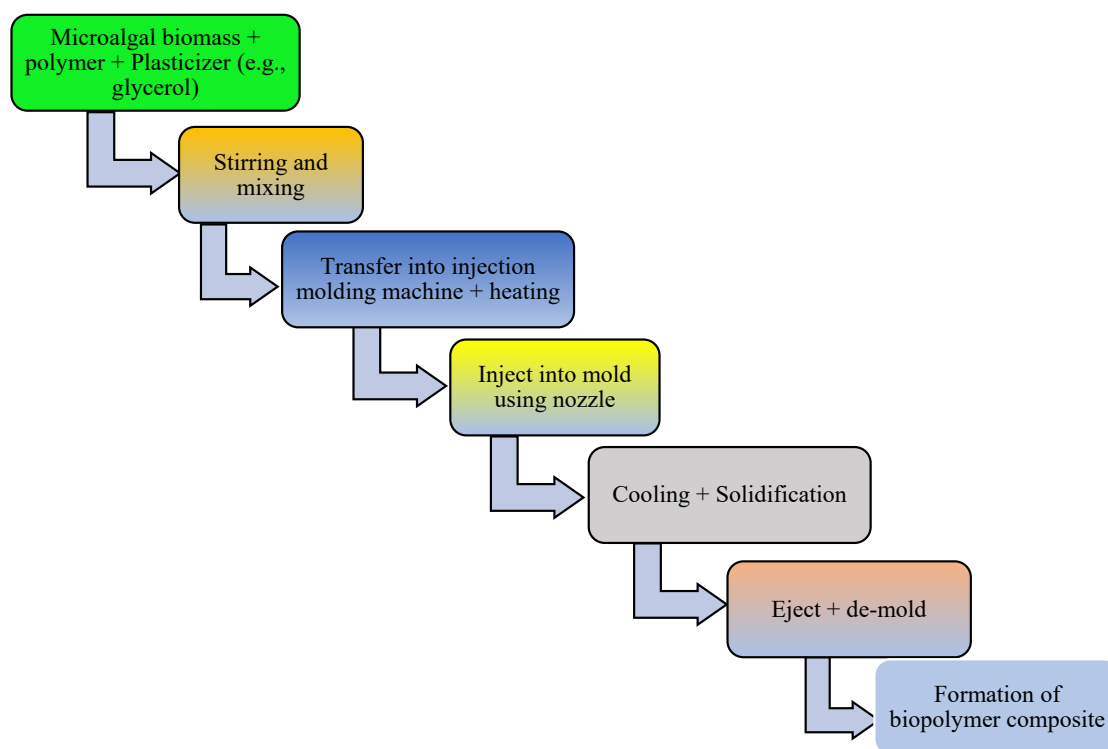 Microalgal biomass +
polymer + Plasticizer (e.g.,
glycerol)
Stirring and
mixing
Transfer into injection
molding machine + heating
Inject into mold
using nozzle
Cooling + Solidification
Eject + de-mold
Formation of
biopolymer composite